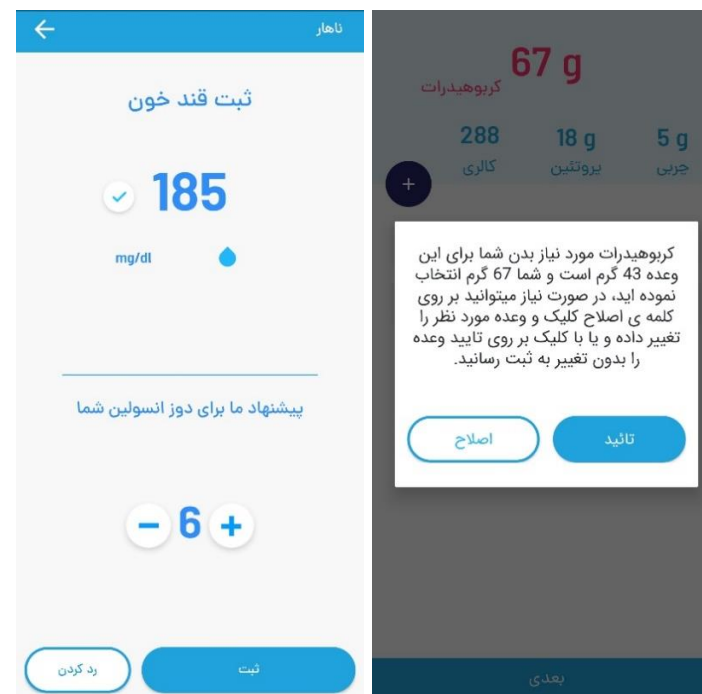 ناهار
ثبت قند خون
185
mg/dl
پیشنهاد ما برای دوز انسولین شما
− 6 +
ثبت
رد کردن
67 g
کربوهیدرات
5 g
چربی
18 g
پروتئین
288
کالری
+
کربوهیدرات مورد نیاز بدن شما برای این
وعده 43 گرم است و شما 67 گرم انتخاب
نموده اید، در صورت نیاز میتوانید بر روی
کلمه ی اصلاح کلیک و وعده مورد نظر را
تغییر داده و یا با کلیک بر روی تایید وعده
را بدون تغییر به ثبت رسانید.
تائید
اصلاح
بعدی